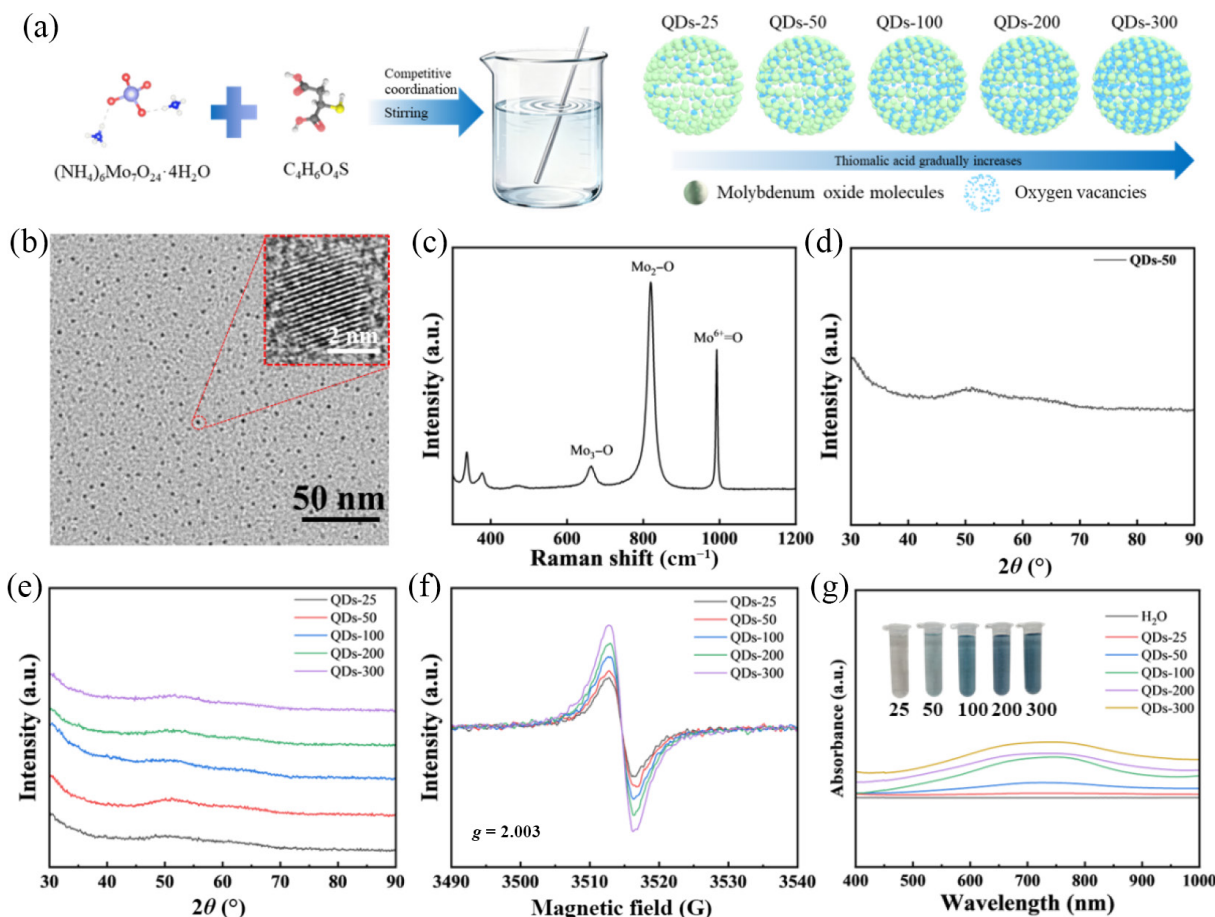 (a)
(NH₄)₆Mo₇O₂₄·4H₂O
C₄H₆O₄S
Competitive
coordination
Stirring
QDs-25
QDs-50
QDs-100
QDs-200
QDs-300
Thiomalic acid gradually increases
Molybdenum oxide molecules
Oxygen vacancies
(b)
2 nm
50 nm
(c)
Intensity (a.u.)
Mo₃–O
Mo₂–O
Mo⁶⁺=O
400
600
800
1000
1200
Raman shift (cm⁻¹)
(d)
Intensity (a.u.)
QDs-50
30
40
50
60
70
80
90
2θ (°)
(e)
Intensity (a.u.)
QDs-25
QDs-50
QDs-100
QDs-200
QDs-300
30
40
50
60
70
80
90
2θ (°)
(f)
Intensity (a.u.)
QDs-25
QDs-50
QDs-100
QDs-200
QDs-300
g = 2.003
3490
3500
3510
3520
3530
3540
Magnetic field (G)
(g)
Absorbance (a.u.)
25
50
100
200
300
H₂O
QDs-25
QDs-50
QDs-100
QDs-200
QDs-300
400
500
600
700
800
900
1000
Wavelength (nm)